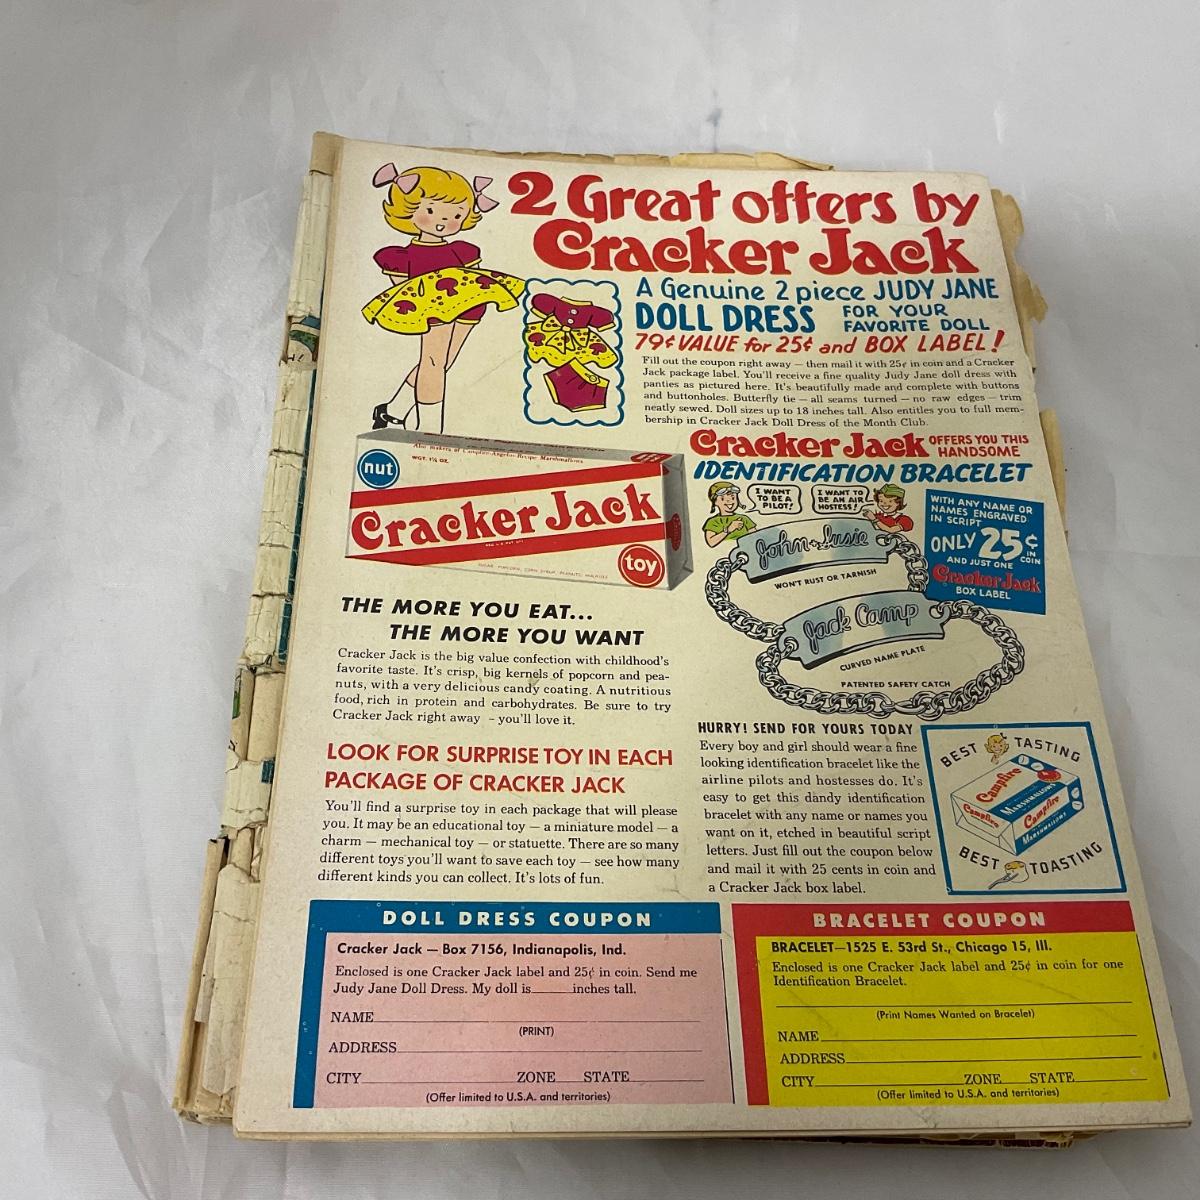 2 Great offers by
Cracker Jack
A Genuine 2 piece JUDY JANE
DOLL DRESS FOR YOUR
FAVORITE DOLL
79¢ VALUE for 25¢ and BOX LABEL!
Fill out the coupon right away — then mail it with 25¢ in coin and a Cracker
Jack package label. You'll receive a fine quality Judy Jane doll dress with
panties as pictured here. It's beautifully made and complete with buttons
and buttonholes. Butterfly tie — all seams turned — no raw edges — trim
neatly sewed. Doll sizes up to 18 inches tall. Also entitles you to full mem-
bership in Cracker Jack Doll Dress of the Month Club.
Also makers of Campfire-Angelus-Recipe Marshmallows
WGT. 1¼ OZ.
nut
Cracker Jack
toy
THE MORE YOU EAT...
THE MORE YOU WANT
Cracker Jack is the big value confection with childhood's
favorite taste. It's crisp, big kernels of popcorn and pea-
nuts, with a very delicious candy coating. A nutritious
food, rich in protein and carbohydrates. Be sure to try
Cracker Jack right away – you'll love it.
LOOK FOR SURPRISE TOY IN EACH
PACKAGE OF CRACKER JACK
You'll find a surprise toy in each package that will please
you. It may be an educational toy — a miniature model — a
charm — mechanical toy — or statuette. There are so many
different toys you'll want to save each toy — see how many
different kinds you can collect. It's lots of fun.
Cracker Jack OFFERS YOU THIS
HANDSOME
IDENTIFICATION BRACELET
I WANT
TO BE A
PILOT!
I WANT TO
BE AN AIR
HOSTESS!
WITH ANY NAME OR
NAMES ENGRAVED
IN SCRIPT
ONLY 25¢
IN
COIN
AND JUST ONE
Cracker Jack
BOX LABEL
John + Susie
WON'T RUST OR TARNISH
Jack Camp
CURVED NAME PLATE
PATENTED SAFETY CATCH
HURRY! SEND FOR YOURS TODAY
Every boy and girl should wear a fine
looking identification bracelet like the
airline pilots and hostesses do. It's
easy to get this dandy identification
bracelet with any name or names you
want on it, etched in beautiful script
letters. Just fill out the coupon below
and mail it with 25 cents in coin and
a Cracker Jack box label.
BEST TASTING
Campfire
MARSHMALLOWS
Campfire
Campfire
MARSHMALLOWS
BEST TOASTING
DOLL DRESS COUPON
Cracker Jack — Box 7156, Indianapolis, Ind.
Enclosed is one Cracker Jack label and 25¢ in coin. Send me
Judy Jane Doll Dress. My doll is______inches tall.
NAME
(PRINT)
ADDRESS
CITY ZONE STATE
(Offer limited to U.S.A. and territories)
BRACELET COUPON
BRACELET—1525 E. 53rd St., Chicago 15, Ill.
Enclosed is one Cracker Jack label and 25¢ in coin for one
Identification Bracelet.
(Print Names Wanted on Bracelet)
NAME
ADDRESS
CITY ZONE STATE
(Offer limited to U.S.A. and territories)